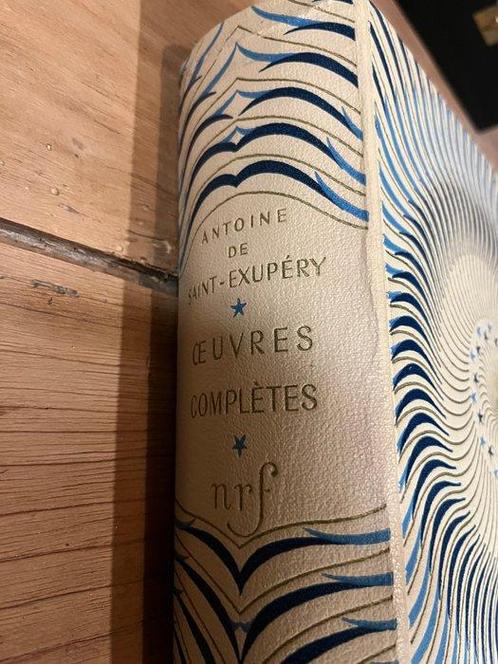 ANTOINE
DE
SAINT-EXUPÉRY
ŒUVRES
COMPLÈTES
nrf